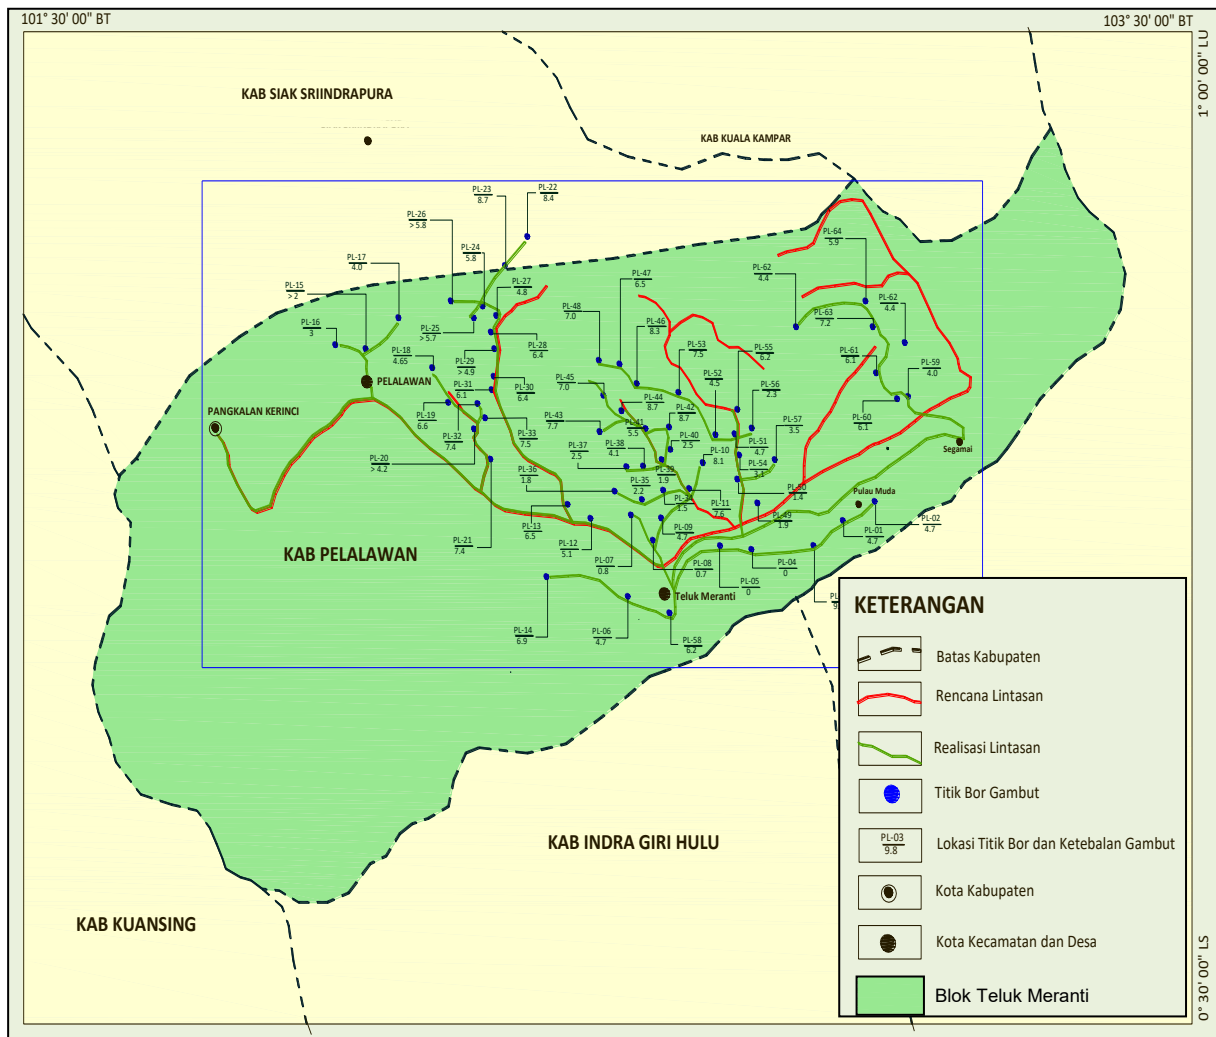 101° 30' 00" BT
103° 30' 00" BT
1° 00' 00" LU
KAB SIAK SRIINDRAPURA
KAB KUALA KAMPAR
PL-23
8.7
PL-22
8.4
PL-26
> 5.8
PL-24
5.8
PL-64
5.9
PL-17
4.0
PL-15
> 2
PL-27
4.8
PL-47
6.5
PL-62
4.4
PL-62
4.4
PL-16
3
PL-25
> 5.7
PL-48
7.0
PL-46
8.3
PL-63
7.2
PL-18
4.65
PL-28
6.4
PL-53
7.5
PL-55
6.2
PL-61
6.1
PL-59
4.0
PL-29
> 4.9
PL-52
4.5
PELALAWAN
PL-31
6.1
PL-30
6.4
PL-45
7.0
PL-56
2.3
PANGKALAN KERINCI
PL-19
6.6
PL-44
8.7
PL-42
8.7
PL-60
6.1
PL-43
7.7
PL-41
5.5
PL-57
3.5
PL-32
7.4
PL-33
7.5
PL-37
2.5
PL-38
4.1
PL-40
2.5
PL-51
4.7
PL-10
8.1
PL-54
3.1
Segamai
PL-20
> 4.2
PL-36
1.8
PL-35
2.2
PL-39
1.9
PL-34
1.5
PL-11
7.6
PL-50
1.4
Pulau Muda
PL-49
1.9
PL-02
4.7
PL-13
6.5
PL-09
4.7
PL-01
4.7
PL-21
7.4
PL-12
5.1
KAB PELALAWAN
PL-07
0.8
PL-08
0.7
PL-04
0
PL-05
0
PL
9
Teluk Meranti
PL-14
6.9
PL-06
4.7
PL-58
6.2
KAB INDRA GIRI HULU
KAB KUANSING
KETERANGAN
Batas Kabupaten
Rencana Lintasan
Realisasi Lintasan
Titik Bor Gambut
PL-03
9.8
Lokasi Titik Bor dan Ketebalan Gambut
Kota Kabupaten
Kota Kecamatan dan Desa
Blok Teluk Meranti
0° 30' 00" LS